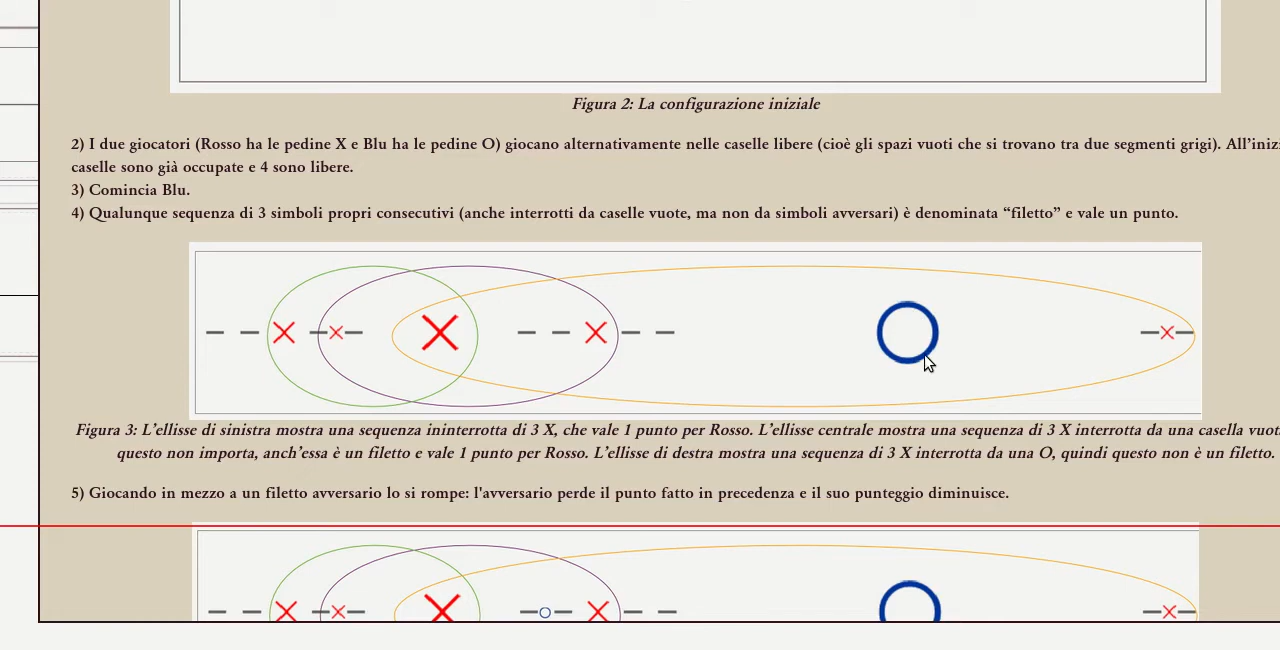 Figura 2: La configurazione iniziale
2) I due giocatori (Rosso ha le pedine X e Blu ha le pedine O) giocano alternativamente nelle caselle libere (cioè gli spazi vuoti che si trovano tra due segmenti grigi). All'iniz
caselle sono già occupate e 4 sono libere.
3) Comincia Blu.
4) Qualunque sequenza di 3 simboli propri consecutivi (anche interrotti da caselle vuote, ma non da simboli avversari) è denominata “filetto” e vale un punto.
Figura 3: L'ellisse di sinistra mostra una sequenza ininterrotta di 3 X, che vale 1 punto per Rosso. L'ellisse centrale mostra una sequenza di 3 X interrotta da una casella vuot
questo non importa, anch'essa è un filetto e vale 1 punto per Rosso. L'ellisse di destra mostra una sequenza di 3 X interrotta da una O, quindi questo non è un filetto.
5) Giocando in mezzo a un filetto avversario lo si rompe: l'avversario perde il punto fatto in precedenza e il suo punteggio diminuisce.